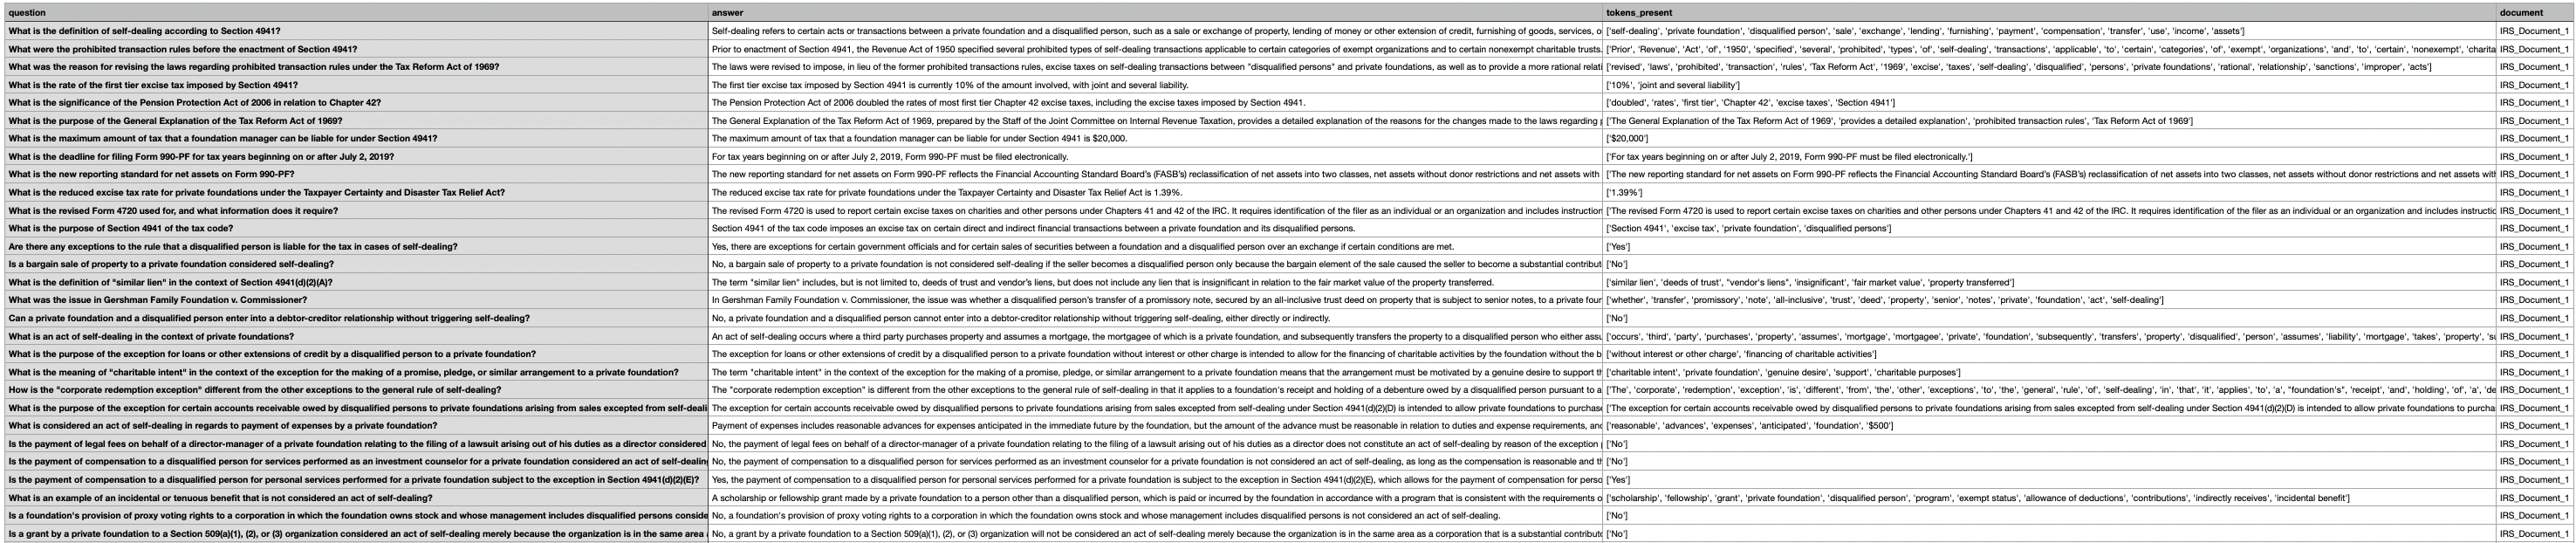 question answer tokens_present document
What is the definition of self-dealing according to Section 4941? Self-dealing refers to certain acts or transactions between a private foundation and a disqualified person, such as a sale or exchange of property, lending of money or other extension of credit, furnishing of goods, services, o ['self-dealing', 'private foundation', 'disqualified person', 'sale', 'exchange', 'lending', 'furnishing', 'payment', 'compensation', 'transfer', 'use', 'income', 'assets'] IRS_Document_1
What were the prohibited transaction rules before the enactment of Section 4941? Prior to enactment of Section 4941, the Revenue Act of 1950 specified several prohibited types of self-dealing transactions applicable to certain categories of exempt organizations and to certain nonexempt charitable trusts. ['Prior', 'Revenue', 'Act', 'of', '1950', 'specified', 'several', 'prohibited', 'types', 'of', 'self-dealing', 'transactions', 'applicable', 'to', 'certain', 'categories', 'of', 'exempt', 'organizations', 'and', 'to', 'certain', 'nonexempt', 'charita IRS_Document_1
What was the reason for revising the laws regarding prohibited transaction rules under the Tax Reform Act of 1969? The laws were revised to impose, in lieu of the former prohibited transactions rules, excise taxes on self-dealing transactions between "disqualified persons" and private foundations, as well as to provide a more rational relati ['revised', 'laws', 'prohibited', 'transaction', 'rules', 'Tax Reform Act', '1969', 'excise', 'taxes', 'self-dealing', 'disqualified', 'persons', 'private foundations', 'rational', 'relationship', 'sanctions', 'improper', 'acts'] IRS_Document_1
What is the rate of the first tier excise tax imposed by Section 4941? The first tier excise tax imposed by Section 4941 is currently 10% of the amount involved, with joint and several liability. ['10%', 'joint and several liability'] IRS_Document_1
What is the significance of the Pension Protection Act of 2006 in relation to Chapter 42? The Pension Protection Act of 2006 doubled the rates of most first tier Chapter 42 excise taxes, including the excise taxes imposed by Section 4941. ['doubled', 'rates', 'first tier', 'Chapter 42', 'excise taxes', 'Section 4941'] IRS_Document_1
What is the purpose of the General Explanation of the Tax Reform Act of 1969? The General Explanation of the Tax Reform Act of 1969, prepared by the Staff of the Joint Committee on Internal Revenue Taxation, provides a detailed explanation of the reasons for the changes made to the laws regarding p ['The General Explanation of the Tax Reform Act of 1969', 'provides a detailed explanation', 'prohibited transaction rules', 'Tax Reform Act of 1969'] IRS_Document_1
What is the maximum amount of tax that a foundation manager can be liable for under Section 4941? The maximum amount of tax that a foundation manager can be liable for under Section 4941 is $20,000. ['$20,000'] IRS_Document_1
What is the deadline for filing Form 990-PF for tax years beginning on or after July 2, 2019? For tax years beginning on or after July 2, 2019, Form 990-PF must be filed electronically. ['For tax years beginning on or after July 2, 2019, Form 990-PF must be filed electronically.'] IRS_Document_1
What is the new reporting standard for net assets on Form 990-PF? The new reporting standard for net assets on Form 990-PF reflects the Financial Accounting Standard Board's (FASB's) reclassification of net assets into two classes, net assets without donor restrictions and net assets with ['The new reporting standard for net assets on Form 990-PF reflects the Financial Accounting Standard Board's (FASB's) reclassification of net assets into two classes, net assets without donor restrictions and net assets with IRS_Document_1
What is the reduced excise tax rate for private foundations under the Taxpayer Certainty and Disaster Tax Relief Act? The reduced excise tax rate for private foundations under the Taxpayer Certainty and Disaster Tax Relief Act is 1.39%. ['1.39%'] IRS_Document_1
What is the revised Form 4720 used for, and what information does it require? The revised Form 4720 is used to report certain excise taxes on charities and other persons under Chapters 41 and 42 of the IRC. It requires identification of the filer as an individual or an organization and includes instruction ['The revised Form 4720 is used to report certain excise taxes on charities and other persons under Chapters 41 and 42 of the IRC. It requires identification of the filer as an individual or an organization and includes instructio IRS_Document_1
What is the purpose of Section 4941 of the tax code? Section 4941 of the tax code imposes an excise tax on certain direct and indirect financial transactions between a private foundation and its disqualified persons. ['Section 4941', 'excise tax', 'private foundation', 'disqualified persons'] IRS_Document_1
Are there any exceptions to the rule that a disqualified person is liable for the tax in cases of self-dealing? Yes, there are exceptions for certain government officials and for certain sales of securities between a foundation and a disqualified person over an exchange if certain conditions are met. ['Yes'] IRS_Document_1
Is a bargain sale of property to a private foundation considered self-dealing? No, a bargain sale of property to a private foundation is not considered self-dealing if the seller becomes a disqualified person only because the bargain element of the sale caused the seller to become a substantial contribut ['No'] IRS_Document_1
What is the definition of "similar lien" in the context of Section 4941(d)(2)(A)? The term "similar lien" includes, but is not limited to, deeds of trust and vendor's liens, but does not include any lien that is insignificant in relation to the fair market value of the property transferred. ['similar lien', 'deeds of trust', "vendor's liens", 'insignificant', 'fair market value', 'property transferred'] IRS_Document_1
What was the issue in Gershman Family Foundation v. Commissioner? In Gershman Family Foundation v. Commissioner, the issue was whether a disqualified person's transfer of a promissory note, secured by an all-inclusive trust deed on property that is subject to senior notes, to a private four ['whether', 'transfer', 'promissory', 'note', 'all-inclusive', 'trust', 'deed', 'property', 'senior', 'notes', 'private', 'foundation', 'act', 'self-dealing'] IRS_Document_1
Can a private foundation and a disqualified person enter into a debtor-creditor relationship without triggering self-dealing? No, a private foundation and a disqualified person cannot enter into a debtor-creditor relationship without triggering self-dealing, either directly or indirectly. ['No'] IRS_Document_1
What is an act of self-dealing in the context of private foundations? An act of self-dealing occurs where a third party purchases property and assumes a mortgage, the mortgagee of which is a private foundation, and subsequently transfers the property to a disqualified person who either assu ['occurs', 'third', 'party', 'purchases', 'property', 'assumes', 'mortgage', 'mortgagee', 'private', 'foundation', 'subsequently', 'transfers', 'property', 'disqualified', 'person', 'assumes', 'liability', 'mortgage', 'takes', 'property', 'su IRS_Document_1
What is the purpose of the exception for loans or other extensions of credit by a disqualified person to a private foundation? The exception for loans or other extensions of credit by a disqualified person to a private foundation without interest or other charge is intended to allow for the financing of charitable activities by the foundation without the b ['without interest or other charge', 'financing of charitable activities'] IRS_Document_1
What is the meaning of "charitable intent" in the context of the exception for the making of a promise, pledge, or similar arrangement to a private foundation? The term "charitable intent" in the context of the exception for the making of a promise, pledge, or similar arrangement to a private foundation means that the arrangement must be motivated by a genuine desire to support th ['charitable intent', 'private foundation', 'genuine desire', 'support', 'charitable purposes'] IRS_Document_1
How is the "corporate redemption exception" different from the other exceptions to the general rule of self-dealing? The "corporate redemption exception" is different from the other exceptions to the general rule of self-dealing in that it applies to a foundation's receipt and holding of a debenture owed by a disqualified person pursuant to a ['The', 'corporate', 'redemption', 'exception', 'is', 'different', 'from', 'the', 'other', 'exceptions', 'to', 'the', 'general', 'rule', 'of', 'self-dealing', 'in', 'that', 'it', 'applies', 'to', 'a', "foundation's", 'receipt', 'and', 'holding', 'of', 'a', 'de IRS_Document_1
What is the purpose of the exception for certain accounts receivable owed by disqualified persons to private foundations arising from sales excepted from self-deali The exception for certain accounts receivable owed by disqualified persons to private foundations arising from sales excepted from self-dealing under Section 4941(d)(2)(D) is intended to allow private foundations to purchase ['The exception for certain accounts receivable owed by disqualified persons to private foundations arising from sales excepted from self-dealing under Section 4941(d)(2)(D) is intended to allow private foundations to purcha IRS_Document_1
What is considered an act of self-dealing in regards to payment of expenses by a private foundation? Payment of expenses includes reasonable advances for expenses anticipated in the immediate future by the foundation, but the amount of the advance must be reasonable in relation to duties and expense requirements, and ['reasonable', 'advances', 'expenses', 'anticipated', 'foundation', '$500'] IRS_Document_1
Is the payment of legal fees on behalf of a director-manager of a private foundation relating to the filing of a lawsuit arising out of his duties as a director considered No, the payment of legal fees on behalf of a director-manager of a private foundation relating to the filing of a lawsuit arising out of his duties as a director does not constitute an act of self-dealing by reason of the exception p ['No'] IRS_Document_1
Is the payment of compensation to a disqualified person for services performed as an investment counselor for a private foundation considered an act of self-dealing No, the payment of compensation to a disqualified person for services performed as an investment counselor for a private foundation is not considered an act of self-dealing, as long as the compensation is reasonable and th ['No'] IRS_Document_1
Is the payment of compensation to a disqualified person for personal services performed for a private foundation subject to the exception in Section 4941(d)(2)(E)? Yes, the payment of compensation to a disqualified person for personal services performed for a private foundation is subject to the exception in Section 4941(d)(2)(E), which allows for the payment of compensation for perso ['Yes'] IRS_Document_1
What is an example of an incidental or tenuous benefit that is not considered an act of self-dealing? A scholarship or fellowship grant made by a private foundation to a person other than a disqualified person, which is paid or incurred by the foundation in accordance with a program that is consistent with the requirements o ['scholarship', 'fellowship', 'grant', 'private foundation', 'disqualified person', 'program', 'exempt status', 'allowance of deductions', 'contributions', 'indirectly receives', 'incidental benefit'] IRS_Document_1
Is a foundation's provision of proxy voting rights to a corporation in which the foundation owns stock and whose management includes disqualified persons conside No, a foundation's provision of proxy voting rights to a corporation in which the foundation owns stock and whose management includes disqualified persons is not considered an act of self-dealing. ['No'] IRS_Document_1
Is a grant by a private foundation to a Section 509(a)(1), (2), or (3) organization considered an act of self-dealing merely because the organization is in the same area No, a grant by a private foundation to a Section 509(a)(1), (2), or (3) organization will not be considered an act of self-dealing merely because the organization is in the same area as a corporation that is a substantial contribut ['No'] IRS_Document_1